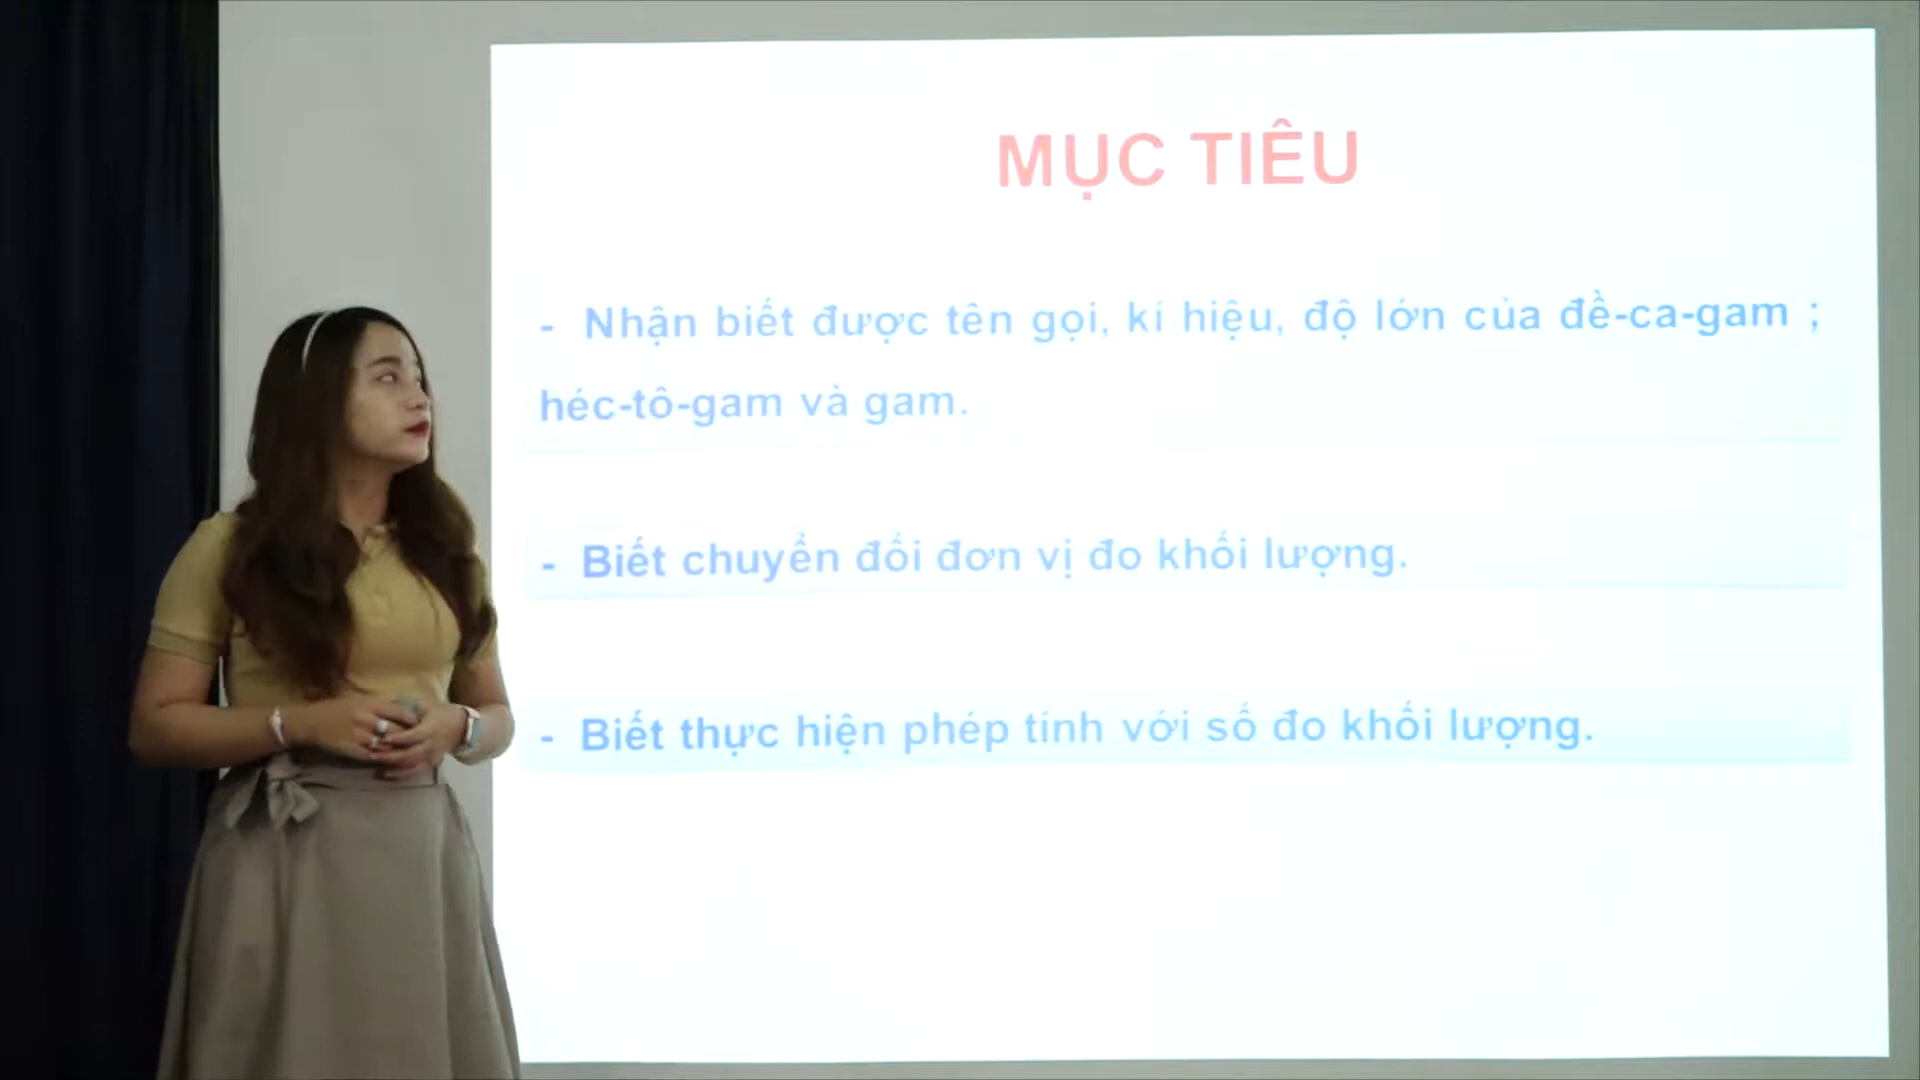 MỤC TIÊU
- Nhận biết được tên gọi, kí hiệu, độ lớn của đề-ca-gam ;
héc-tô-gam và gam.
- Biết chuyển đổi đơn vị đo khối lượng.
- Biết thực hiện phép tính với số đo khối lượng.